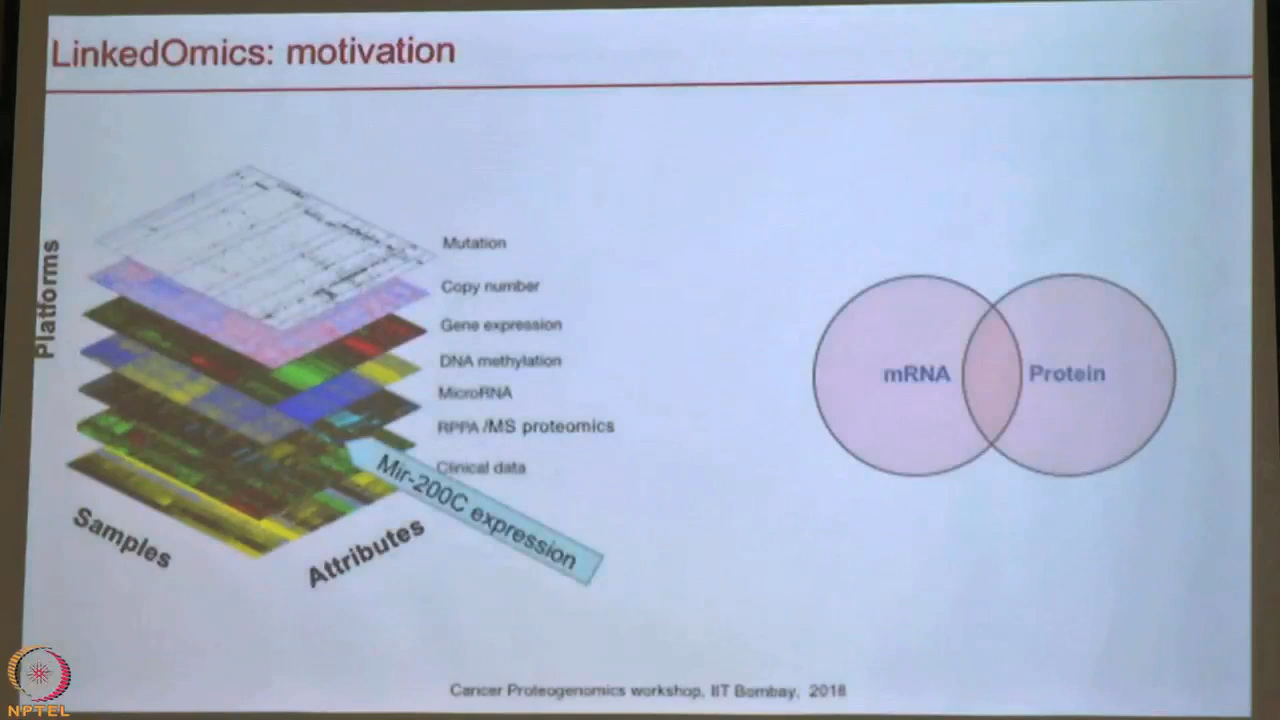 LinkedOmics: motivation
Platforms
Mutation
Copy number
Gene expression
DNA methylation
MicroRNA
RPPA /MS proteomics
Clinical data
Mir-200C expression
Samples
Attributes
mRNA
Protein
Cancer Proteogenomics workshop, IIT Bombay, 2018
NPTEL